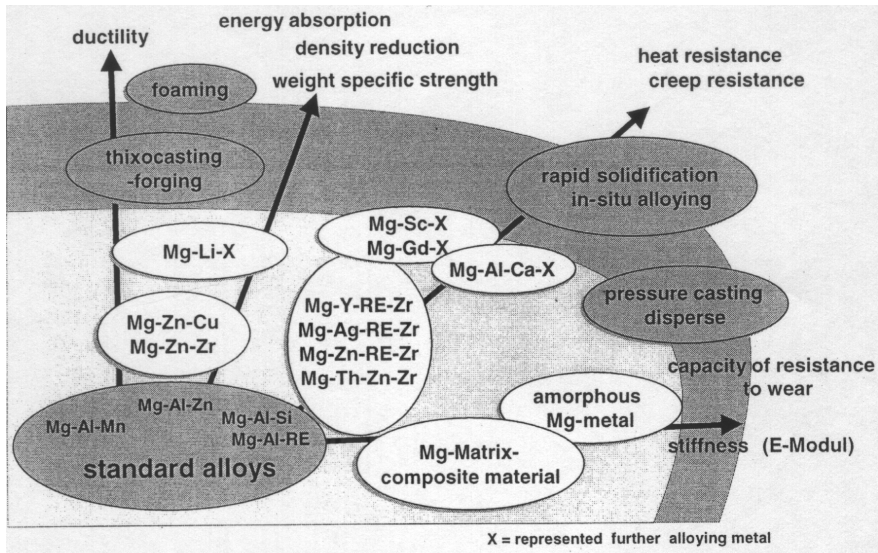 energy absorption
ductility
density reduction
heat resistance
creep resistance
weight specific strength
foaming
thixocasting
-forging
rapid solidification
in-situ alloying
Mg-Sc-X
Mg-Gd-X
Mg-Li-X
Mg-Al-Ca-X
pressure casting
disperse
Mg-Zn-Cu
Mg-Zn-Zr
Mg-Y-RE-Zr
Mg-Ag-RE-Zr
Mg-Zn-RE-Zr
Mg-Th-Zn-Zr
capacity of resistance
to wear
amorphous
Mg-metal
Mg-Al-Zn
Mg-Al-Mn
Mg-Al-Si
Mg-Al-RE
standard alloys
Mg-Matrix-
composite material
stiffness (E-Modul)
X = represented further alloying metal